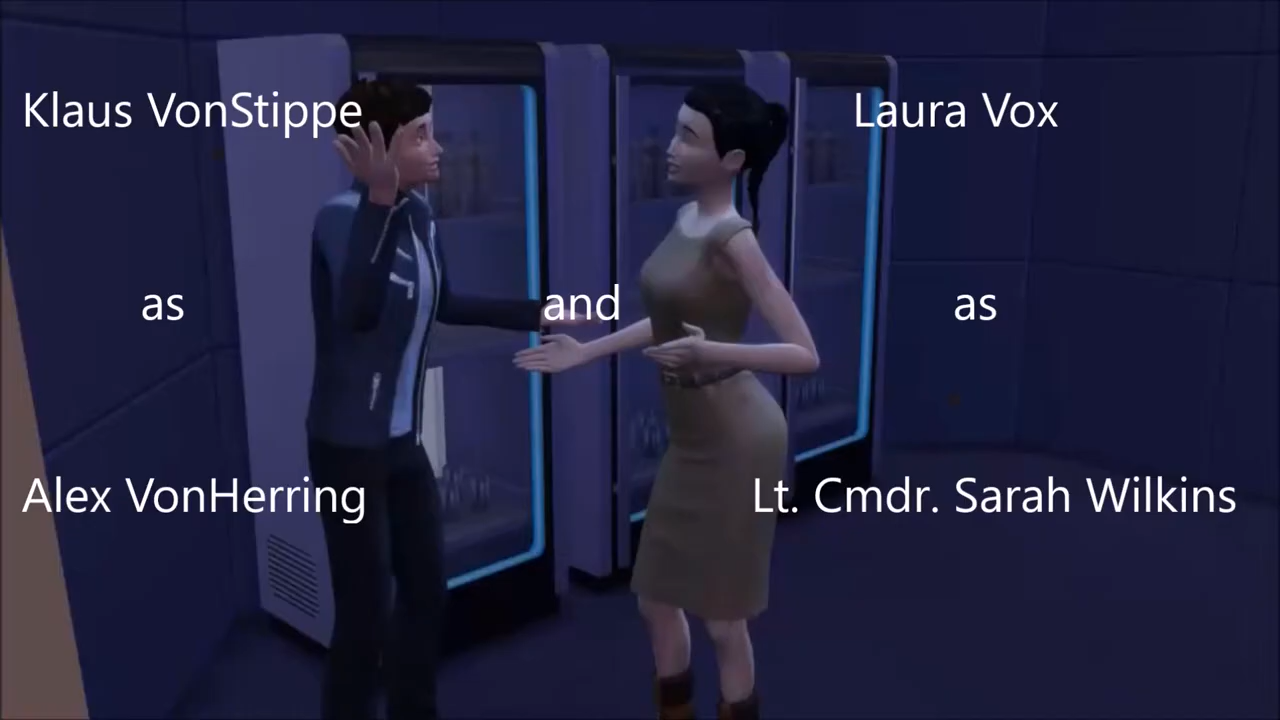 Klaus VonStippe
as
Alex VonHerring
and
Laura Vox
as
Lt. Cmdr. Sarah Wilkins